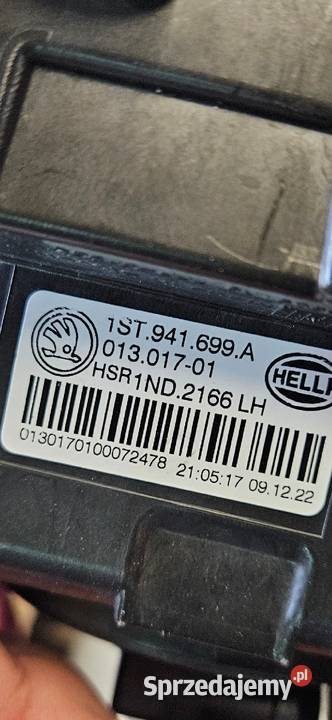 1ST.941.699.A
013.017-01
HSR1ND.2166 LH
HELLA
0130170100072478 21:05:17 09.12.22
Sprzedajemy.pl